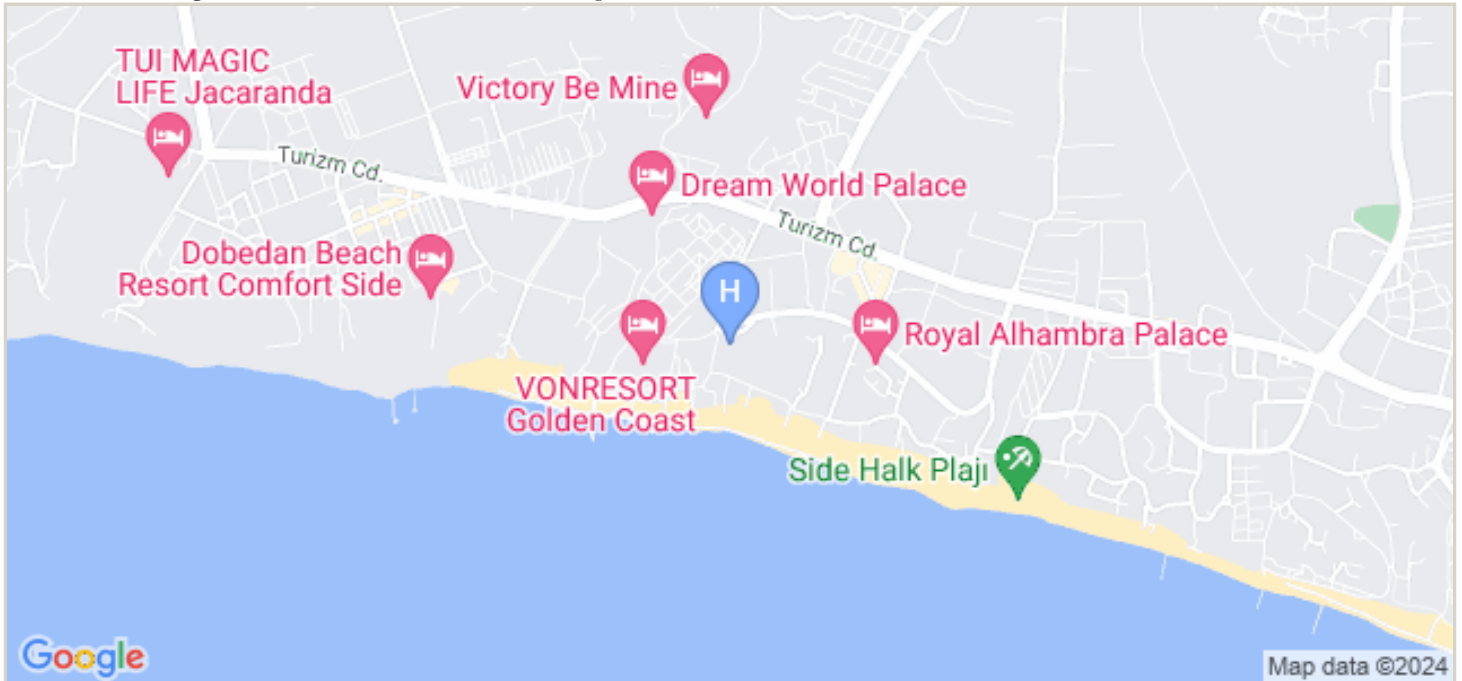 TUI MAGIC
LIFE Jacaranda
Victory Be Mine
Turizm Cd.
Dream World Palace
Turizm Cd.
Dobedan Beach
Resort Comfort Side
H
Royal Alhambra Palace
VONRESORT
Golden Coast
Side Halk Plajı
Google
Map data ©2024